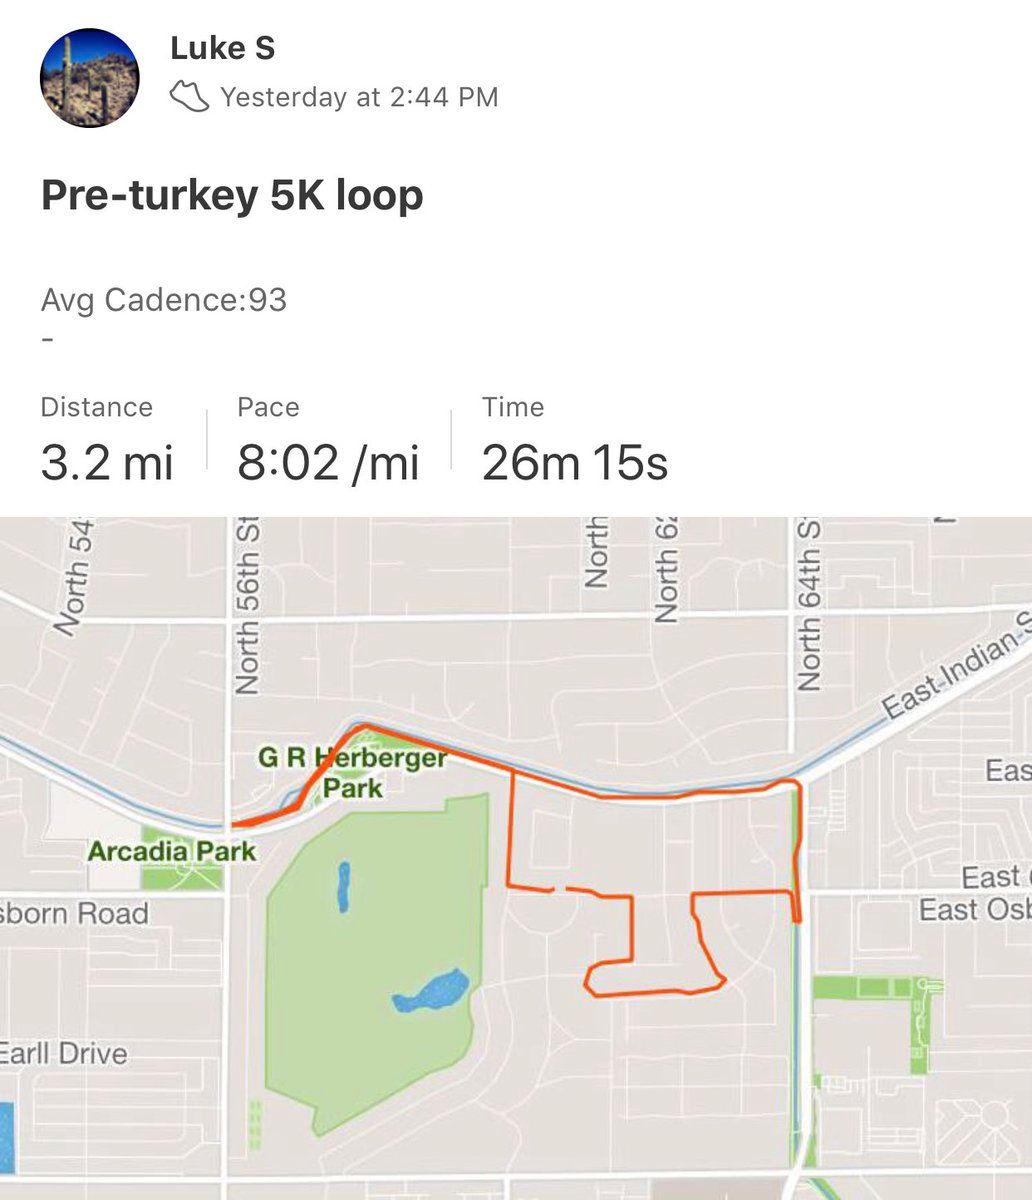 Luke S
Yesterday at 2:44 PM
Pre-turkey 5K loop
Avg Cadence:93
-
Distance
Pace
Time
3.2 mi
8:02 /mi
26m 15s
North 54
North 56th St
North
North 62
North 64th S
East-Indian-S
G R Herberger
Park
Eas
Arcadia Park
East
sborn Road
East Osb
Earll Drive